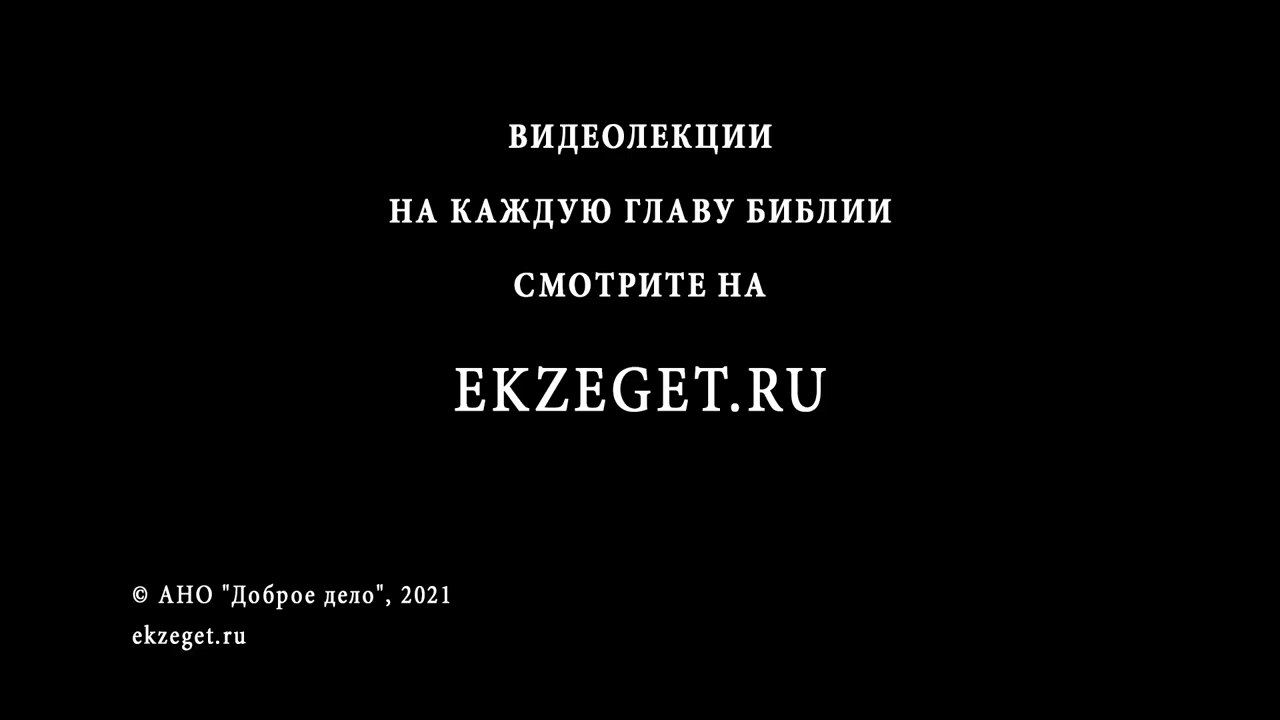 ВИДЕОЛЕКЦИИ
НА КАЖДУЮ ГЛАВУ БИБЛИИ
СМОТРИТЕ НА
EKZEGET.RU
© АНО "Доброе дело", 2021
ekzeget.ru